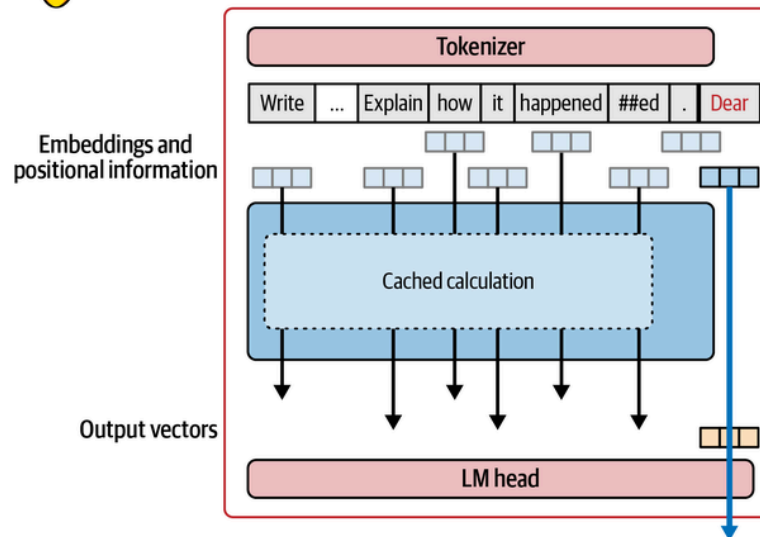 Tokenizer
Write ... Explain how it happened ##ed . Dear
Embeddings and
positional information
Cached calculation
Output vectors
LM head